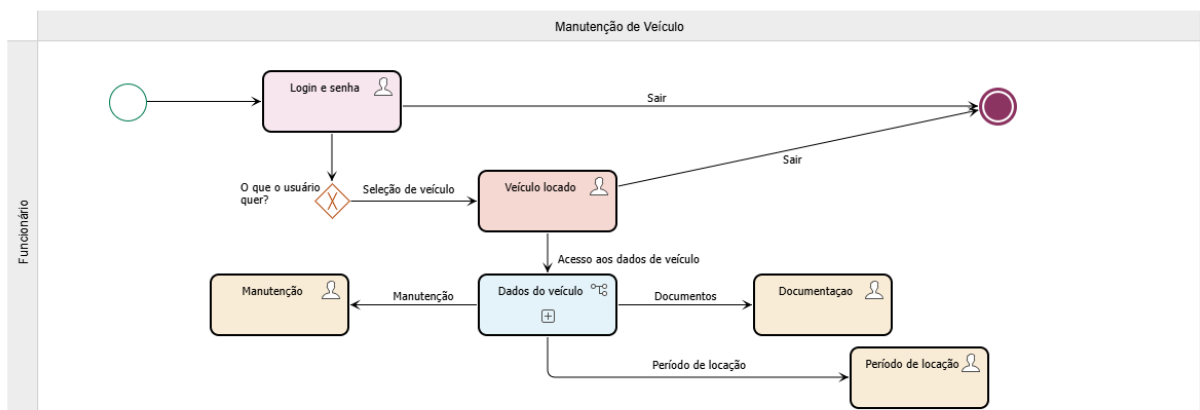 Manutenção de Veículo
Funcionário
Login e senha
Sair
Sair
O que o usuário
quer?
Seleção de veículo
Veículo locado
Acesso aos dados de veículo
Manutenção
Manutenção
Dados do veículo
Documentos
Documentaçao
Período de locação
Período de locação